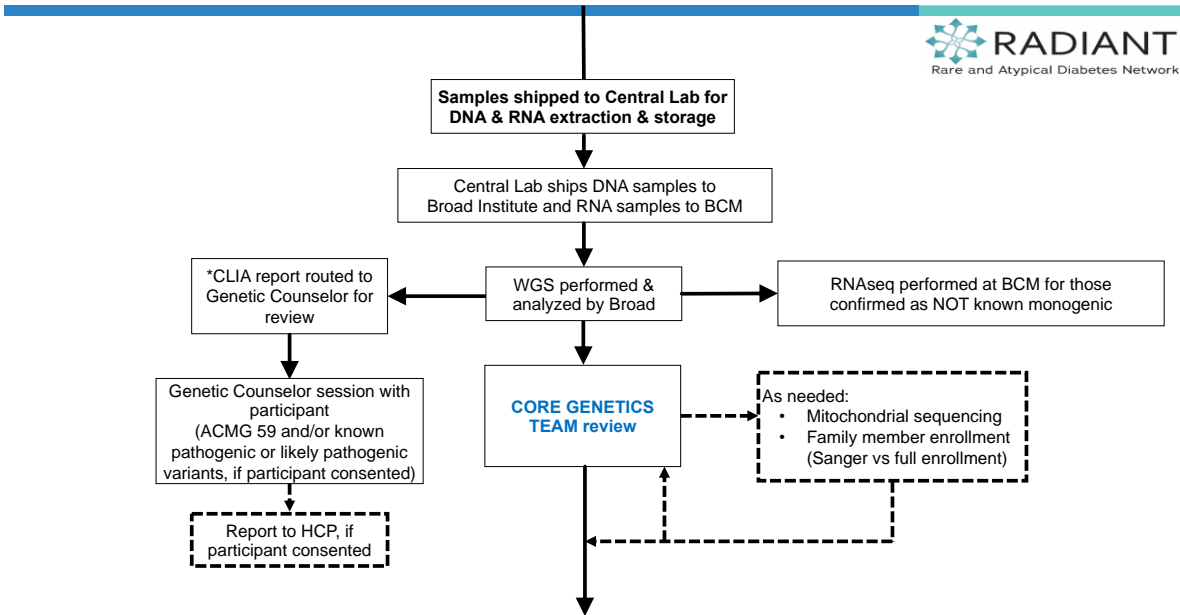 RADIANT
Rare and Atypical Diabetes Network
Samples shipped to Central Lab for
DNA & RNA extraction & storage
Central Lab ships DNA samples to
Broad Institute and RNA samples to BCM
*CLIA report routed to
Genetic Counselor for
review
WGS performed &
analyzed by Broad
RNAseq performed at BCM for those
confirmed as NOT known monogenic
Genetic Counselor session with
participant
(ACMG 59 and/or known
pathogenic or likely pathogenic
variants, if participant consented)
CORE GENETICS
TEAM review
As needed:
• Mitochondrial sequencing
• Family member enrollment
(Sanger vs full enrollment)
Report to HCP, if
participant consented